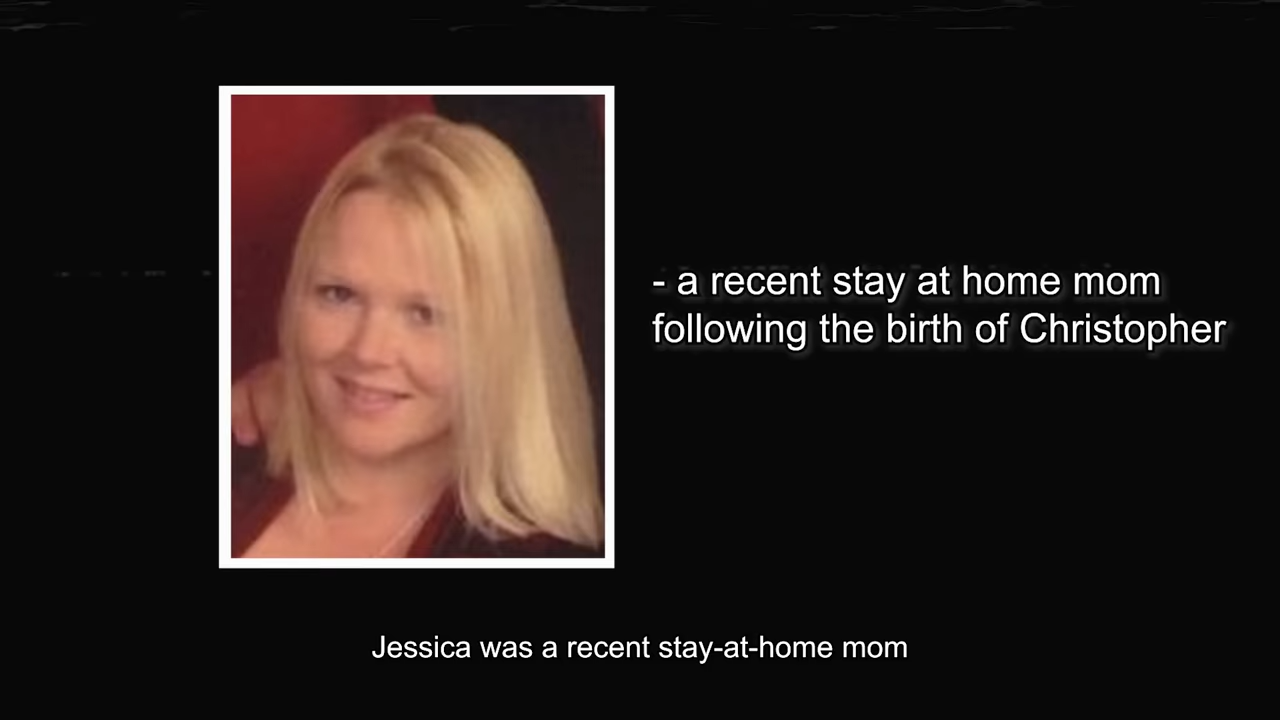 - a recent stay at home mom
following the birth of Christopher
Jessica was a recent stay-at-home mom